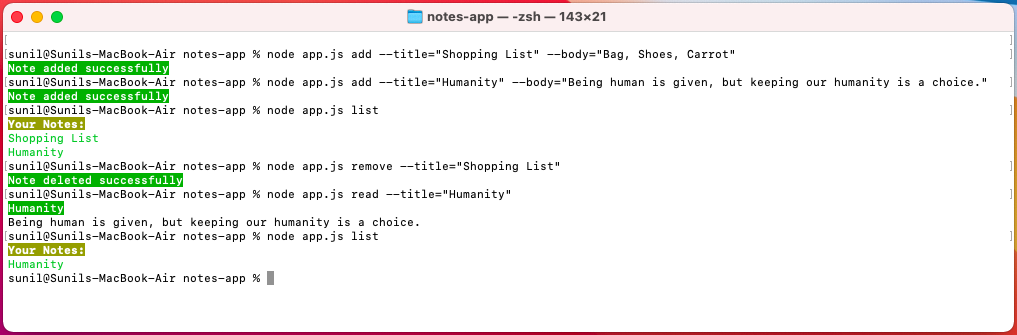 notes-app — -zsh — 143×21
[ ]
[sunil@Sunils-MacBook-Air notes-app % node app.js add --title="Shopping List" --body="Bag, Shoes, Carrot" ]
Note added successfully
[sunil@Sunils-MacBook-Air notes-app % node app.js add --title="Humanity" --body="Being human is given, but keeping our humanity is a choice." ]
Note added successfully
[sunil@Sunils-MacBook-Air notes-app % node app.js list ]
Your Notes:
Shopping List
Humanity
[sunil@Sunils-MacBook-Air notes-app % node app.js remove --title="Shopping List" ]
Note deleted successfully
[sunil@Sunils-MacBook-Air notes-app % node app.js read --title="Humanity" ]
Humanity
Being human is given, but keeping our humanity is a choice.
[sunil@Sunils-MacBook-Air notes-app % node app.js list ]
Your Notes:
Humanity
sunil@Sunils-MacBook-Air notes-app %